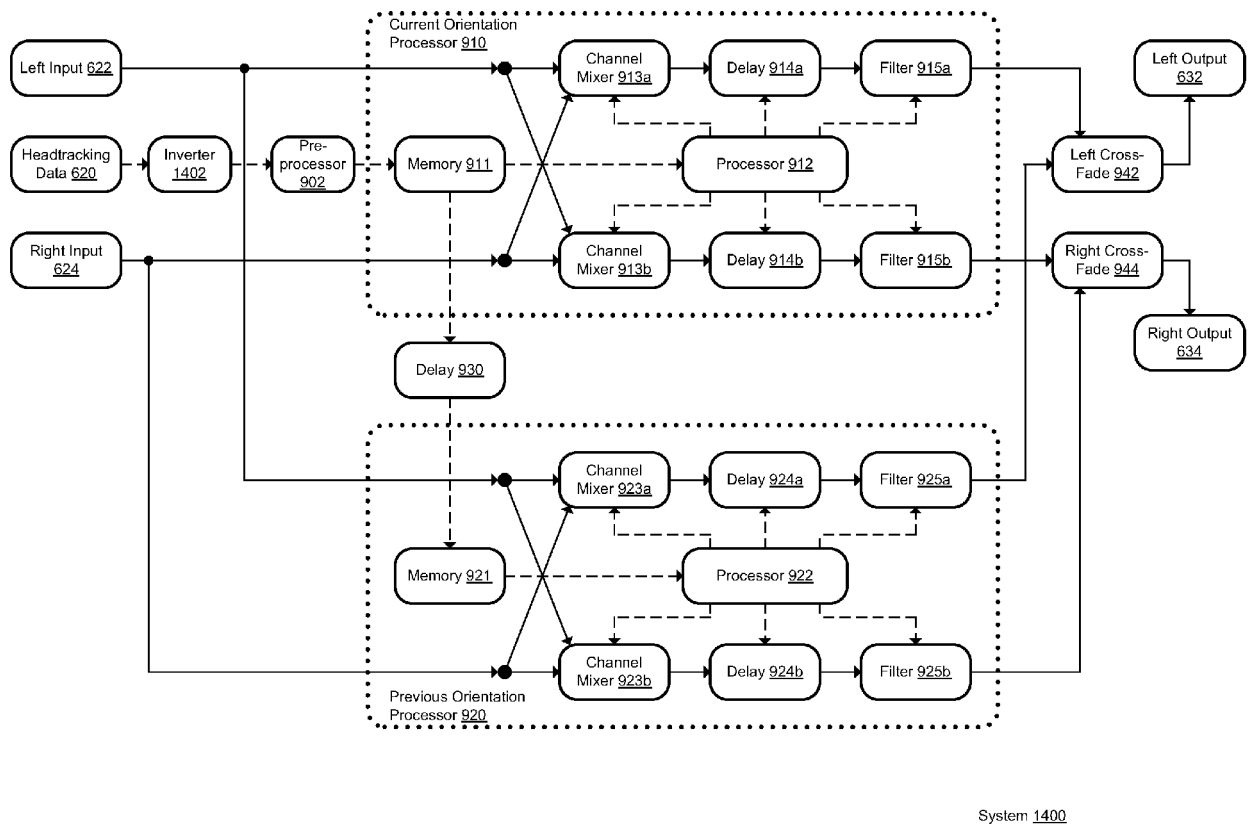 Current Orientation
Processor 910
Left Input 622
Channel
Mixer 913a
Delay 914a
Filter 915a
Left Output
632
Headtracking
Data 620
Inverter
1402
Pre-
processor
902
Memory 911
Processor 912
Left Cross-
Fade 942
Right Input
624
Channel
Mixer 913b
Delay 914b
Filter 915b
Right Cross-
Fade 944
Right Output
634
Delay 930
Channel
Mixer 923a
Delay 924a
Filter 925a
Memory 921
Processor 922
Channel
Mixer 923b
Delay 924b
Filter 925b
Previous Orientation
Processor 920
System 1400